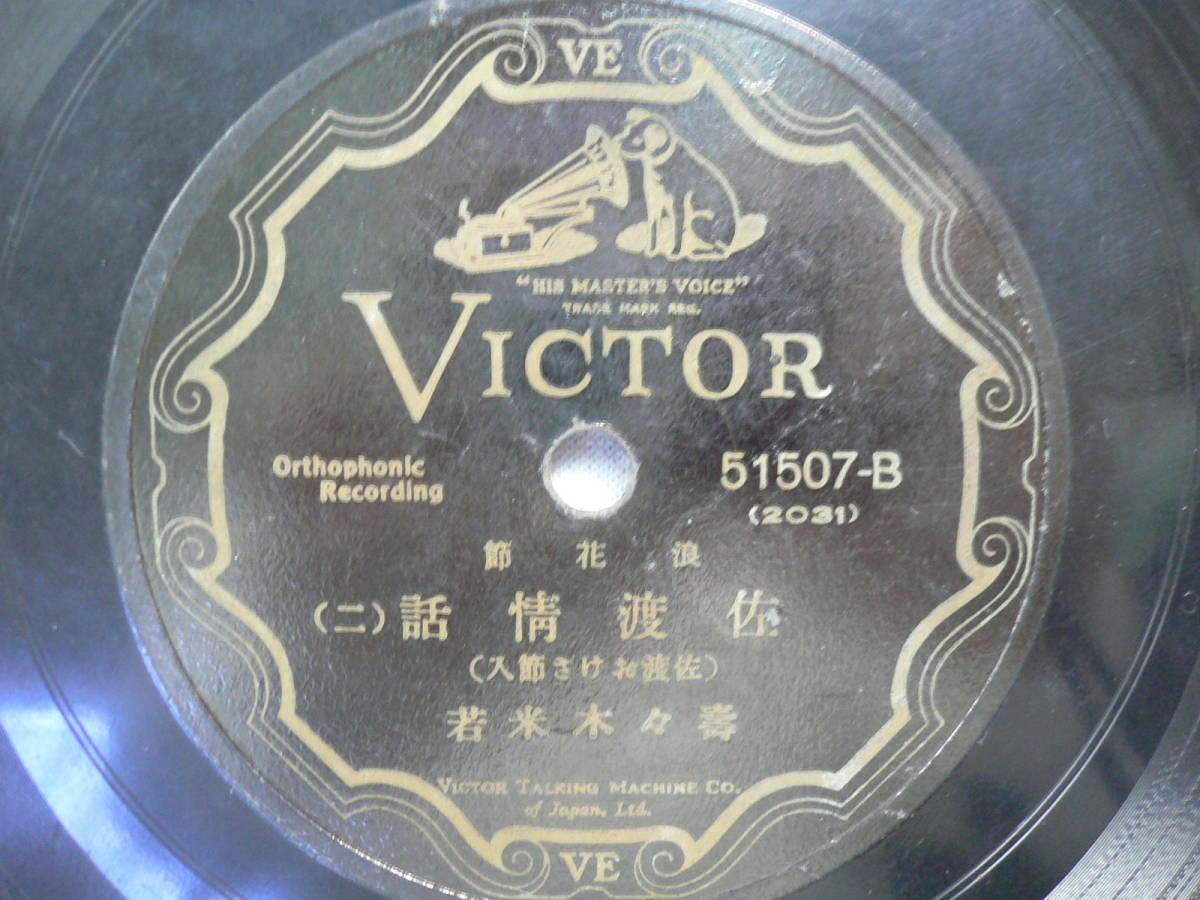 VE
"HIS MASTER'S VOICE"
TRADE MARK REG.
VICTOR
Orthophonic
Recording
51507-B
(2031)
浪花節
佐渡情話(二)
(佐渡おけさ節入)
壽々木米若
VICTOR TALKING MACHINE CO.
of Japan, Ltd.
VE